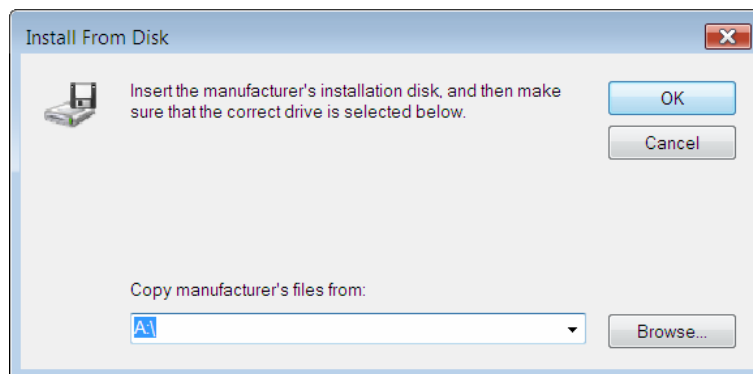 Install From Disk
Insert the manufacturer's installation disk, and then make
sure that the correct drive is selected below.
OK
Cancel
Copy manufacturer's files from:
A:\
Browse...